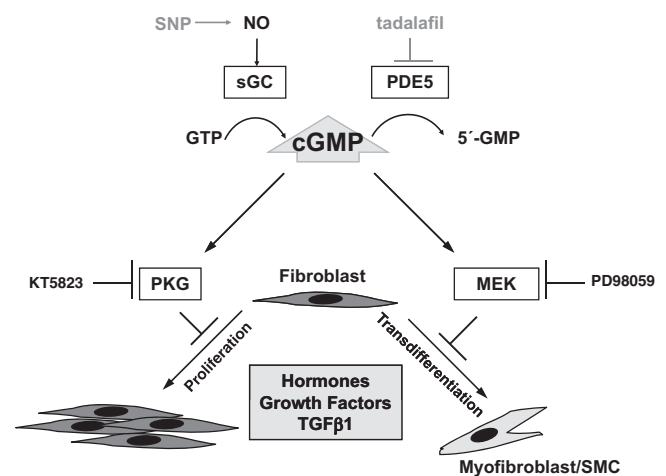 SNP NO tadalafil
sGC PDE5
GTP cGMP 5´-GMP
KT5823 PKG Fibroblast MEK PD98059
Proliferation Transdifferentiation
Hormones
Growth Factors
TGFβ1
Myofibroblast/SMC